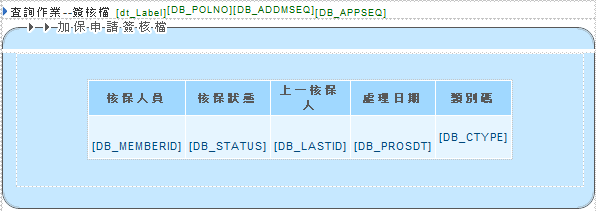 查詢作業--簽核檔 [dt_Label][DB_POLNO][DB_ADDMSEQ][DB_APPSEQ]
加保申請簽核檔
核保人員 核保狀態 上一核保人 處理日期 類別碼
[DB_MEMBERID] [DB_STATUS] [DB_LASTID] [DB_PROSDT] [DB_CTYPE]